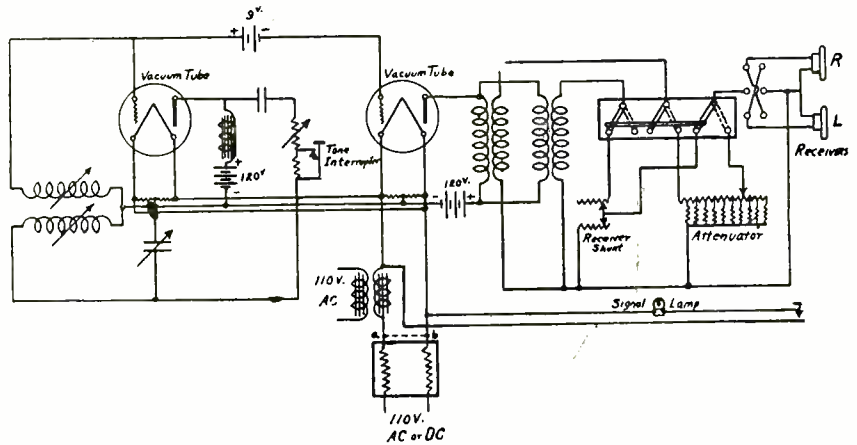 9 V.
+ -
Vacuum Tube
Vacuum Tube
R
L
Receivers
Tone
Interrupter
+
120V
-
- 120V. +
Receiver
Shunt
Attenuator
110V.
AC
Signal Lamp
a b
110V.
AC or DC